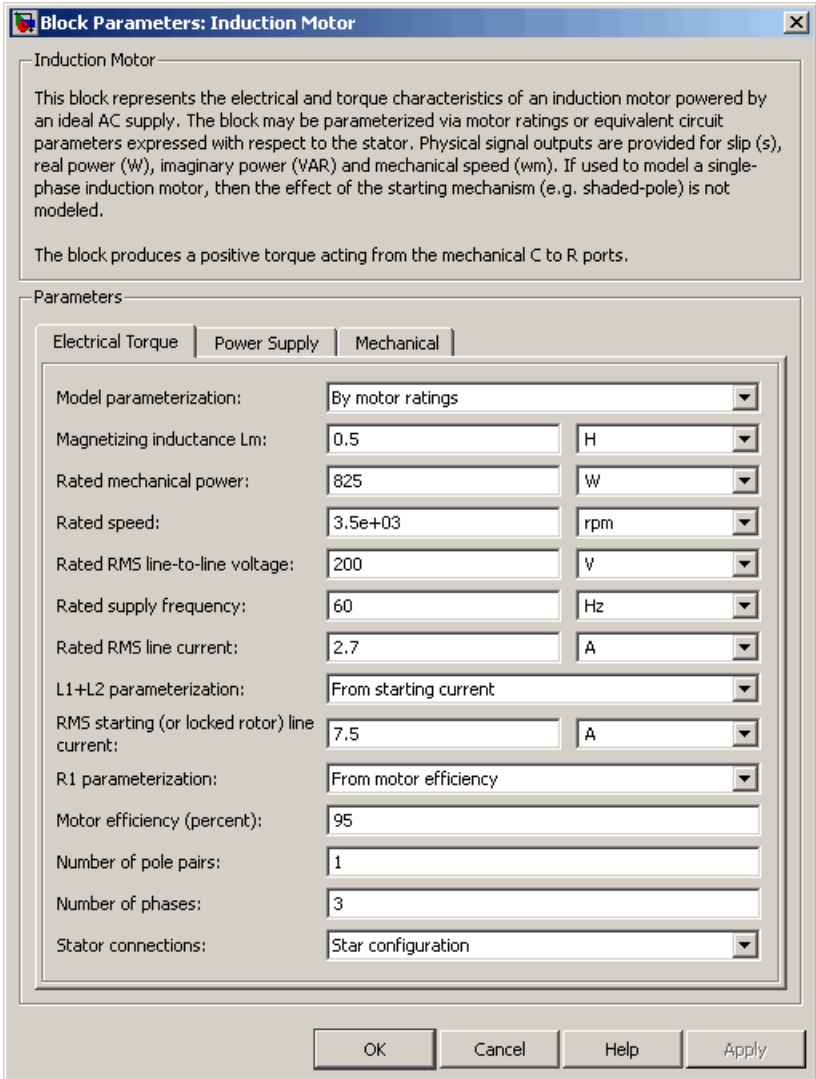 Block Parameters: Induction Motor
Induction Motor
This block represents the electrical and torque characteristics of an induction motor powered by
an ideal AC supply. The block may be parameterized via motor ratings or equivalent circuit
parameters expressed with respect to the stator. Physical signal outputs are provided for slip (s),
real power (W), imaginary power (VAR) and mechanical speed (wm). If used to model a single-
phase induction motor, then the effect of the starting mechanism (e.g. shaded-pole) is not
modeled.
The block produces a positive torque acting from the mechanical C to R ports.
Parameters
Electrical Torque Power Supply Mechanical
Model parameterization: By motor ratings
Magnetizing inductance Lm: 0.5 H
Rated mechanical power: 825 W
Rated speed: 3.5e+03 rpm
Rated RMS line-to-line voltage: 200 V
Rated supply frequency: 60 Hz
Rated RMS line current: 2.7 A
L1+L2 parameterization: From starting current
RMS starting (or locked rotor) line
current: 7.5 A
R1 parameterization: From motor efficiency
Motor efficiency (percent): 95
Number of pole pairs: 1
Number of phases: 3
Stator connections: Star configuration
OK Cancel Help Apply